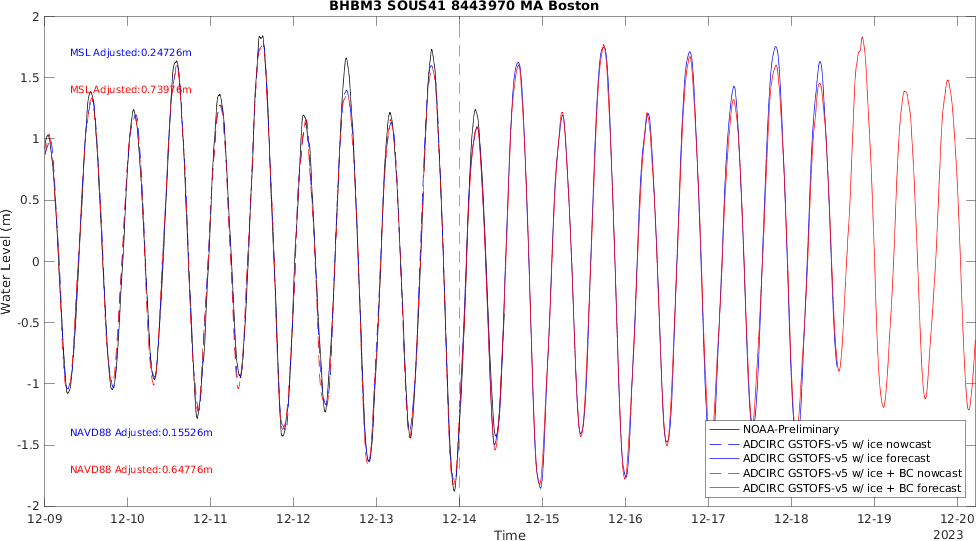 BHBM3 SOUS41 8443970 MA Boston
2
1.5
1
0.5
0
-0.5
-1
-1.5
-2
Water Level (m)
MSL Adjusted:0.24726m
MSL Adjusted:0.73976m
NAVD88 Adjusted:0.15526m
NAVD88 Adjusted:0.64776m
NOAA-Preliminary
ADCIRC GSTOFS-v5 w/ ice nowcast
ADCIRC GSTOFS-v5 w/ ice forecast
ADCIRC GSTOFS-v5 w/ ice + BC nowcast
ADCIRC GSTOFS-v5 w/ ice + BC forecast
12-09 12-10 12-11 12-12 12-13 12-14 12-15 12-16 12-17 12-18 12-19 12-20
Time
2023